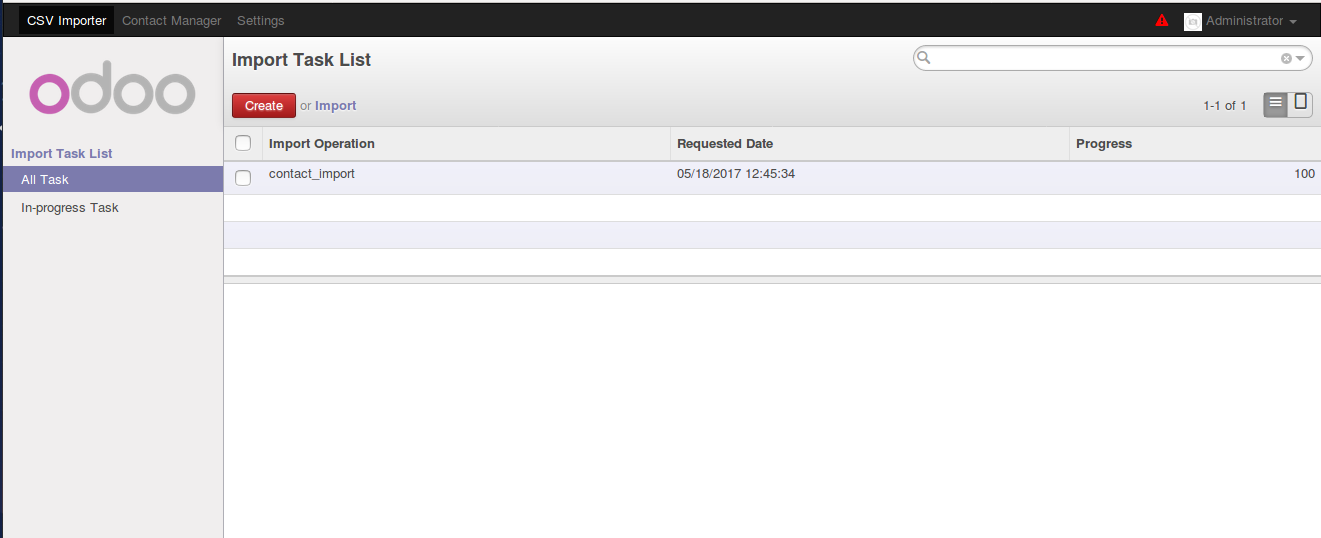 CSV Importer Contact Manager Settings Administrator
odoo
Import Task List
Create or Import 1-1 of 1
Import Task List
All Task
In-progress Task
Import Operation Requested Date Progress
contact_import 05/18/2017 12:45:34 100